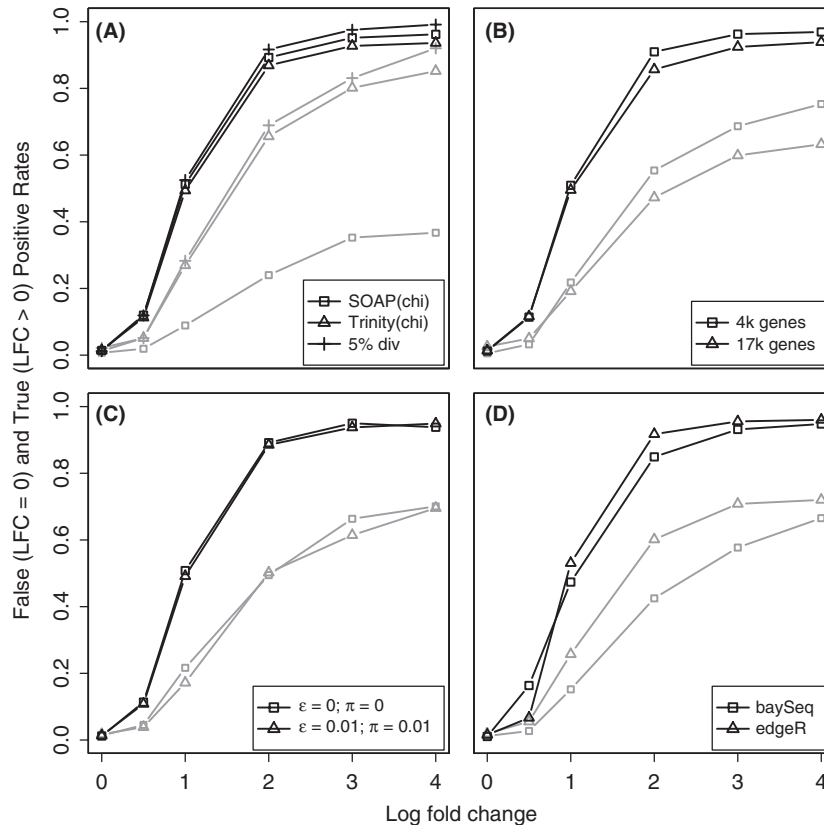 False (LFC = 0) and True (LFC > 0) Positive Rates
(A)
1.0
0.8
0.6
0.4
0.2
0.0
SOAP(chi)
Trinity(chi)
5% div
(B)
4k genes
17k genes
(C)
1.0
0.8
0.6
0.4
0.2
0.0
ε = 0; π = 0
ε = 0.01; π = 0.01
(D)
baySeq
edgeR
0 1 2 3 4
0 1 2 3 4
Log fold change